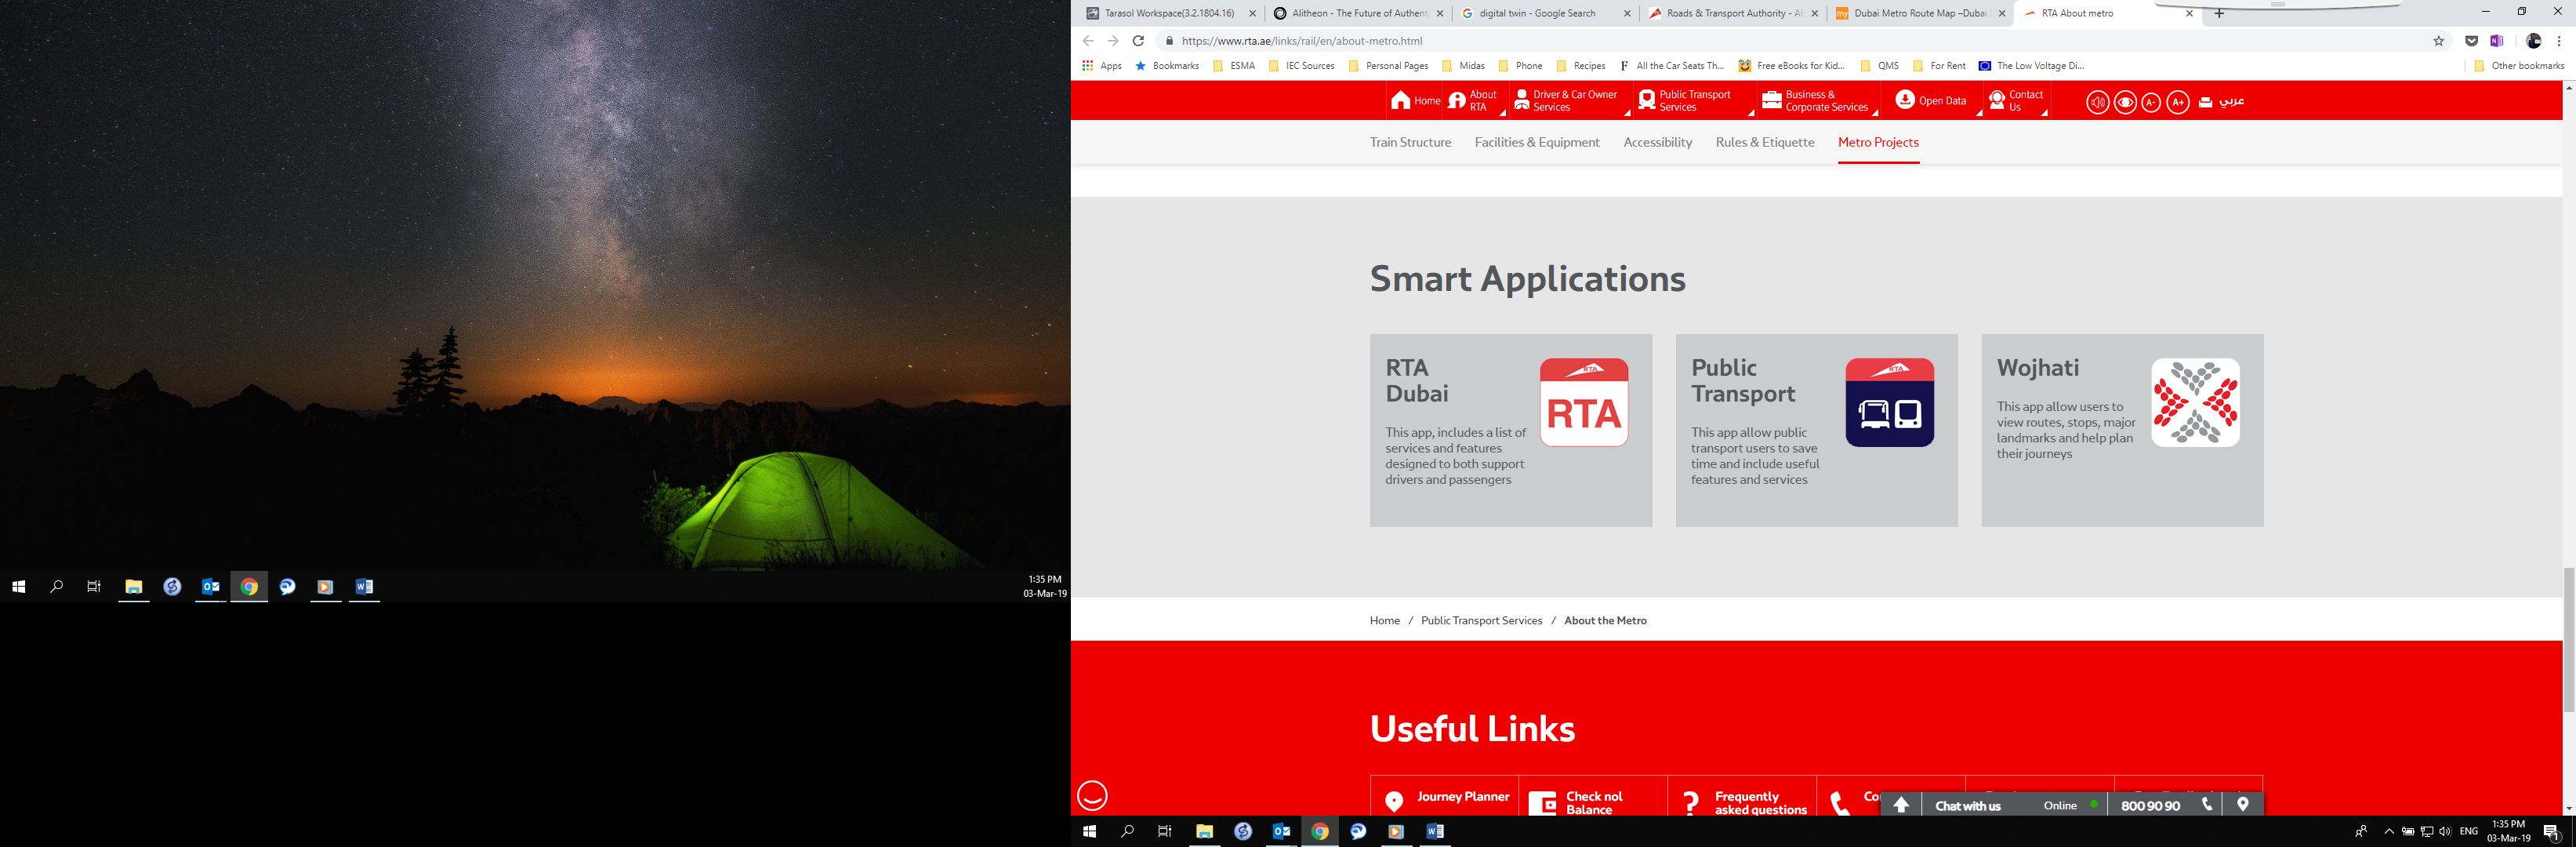 1:35 PM
03-Mar-19
Tarasol Workspace(3.2.1804.16)
Alitheon - The Future of Authent
digital twin - Google Search
Roads & Transport Authority - A
Dubai Metro Route Map –Dubai
RTA About metro
https://www.rta.ae/links/rail/en/about-metro.html
Apps
Bookmarks
ESMA
IEC Sources
Personal Pages
Midas
Phone
Recipes
All the Car Seats Th...
Free eBooks for Kid...
QMS
For Rent
The Low Voltage Di...
Other bookmarks
Home
About
RTA
Driver & Car Owner
Services
Public Transport
Services
Business &
Corporate Services
Open Data
Contact
Us
A-
A+
عربي
Train Structure
Facilities & Equipment
Accessibility
Rules & Etiquette
Metro Projects
Smart Applications
RTA
Dubai
This app, includes a list of
services and features
designed to both support
drivers and passengers
RTA
RTA
Public
Transport
This app allow public
transport users to save
time and include useful
features and services
RTA
Wojhati
This app allow users to
view routes, stops, major
landmarks and help plan
their journeys
Home / Public Transport Services / About the Metro
Useful Links
Journey Planner
Check nol
Balance
Frequently
asked questions
Chat with us
Online
800 90 90
ENG
1:35 PM
03-Mar-19
1